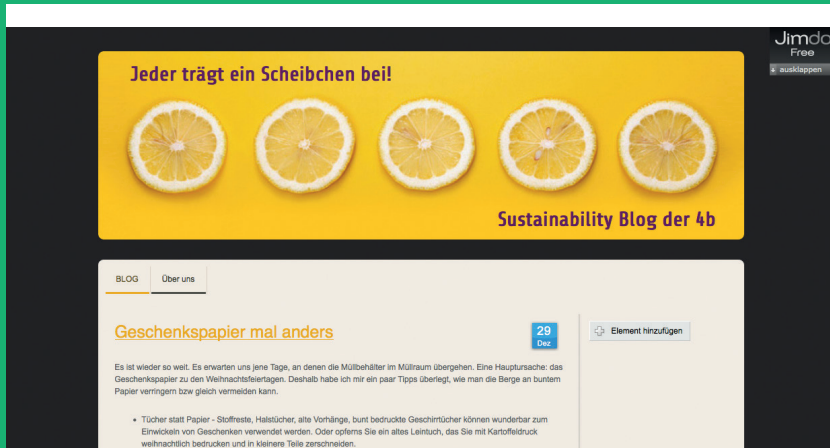 Jimdo
Free
ausklappen
Jeder trägt ein Scheibchen bei!
Sustainability Blog der 4b
BLOG Über uns
Geschenkspapier mal anders
29
Dez
Element hinzufügen
Es ist wieder so weit. Es erwarten uns jene Tage, an denen die Müllbehälter im Müllraum übergehen. Eine Hauptursache: das
Geschenkspapier zu den Weihnachtsfeiertagen. Deshalb habe ich mir ein paar Tipps überlegt, wie man die Berge an buntem
Papier verringern bzw gleich vermeiden kann.
• Tücher statt Papier - Stoffreste, Halstücher, alte Vorhänge, bunt bedruckte Geschirrtücher können wunderbar zum
Einwickeln von Geschenken verwendet werden. Oder opferns Sie ein altes Leintuch, das Sie mit Kartoffeldruck
weihnachtlich bedrucken und in kleinere Teile zerschneiden.